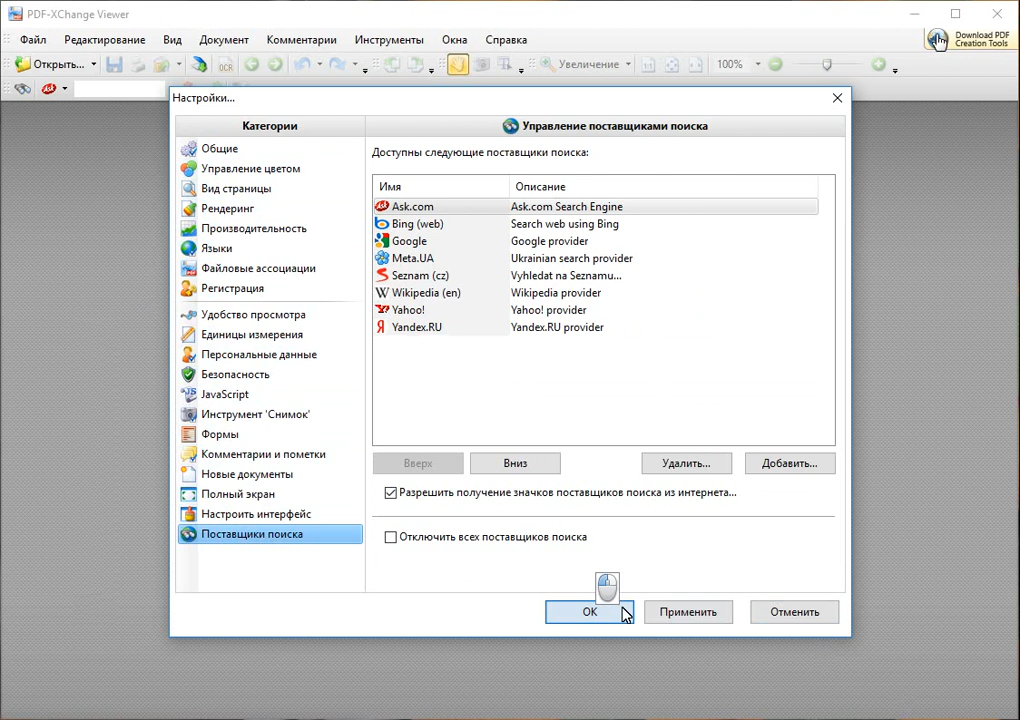 PDF-XChange Viewer
Файл Редактирование Вид Документ Комментарии Инструменты Окна Справка
Download PDF
Creation Tools
Открыть... OCR Увеличение 100%
Настройки...
Категории
Общие
Управление цветом
Вид страницы
Рендеринг
Производительность
Языки
Файловые ассоциации
Регистрация
Удобство просмотра
Единицы измерения
Персональные данные
Безопасность
JavaScript
Инструмент 'Снимок'
Формы
Комментарии и пометки
Новые документы
Полный экран
Настроить интерфейс
Поставщики поиска
Управление поставщиками поиска
Доступны следующие поставщики поиска:
Имя Описание
Ask.com Ask.com Search Engine
Bing (web) Search web using Bing
Google Google provider
Meta.UA Ukrainian search provider
Seznam (cz) Vyhledat na Seznamu...
Wikipedia (en) Wikipedia provider
Yahoo! Yahoo! provider
Yandex.RU Yandex.RU provider
Вверх Вниз Удалить... Добавить...
Разрешить получение значков поставщиков поиска из интернета...
Отключить всех поставщиков поиска
OK Применить Отменить